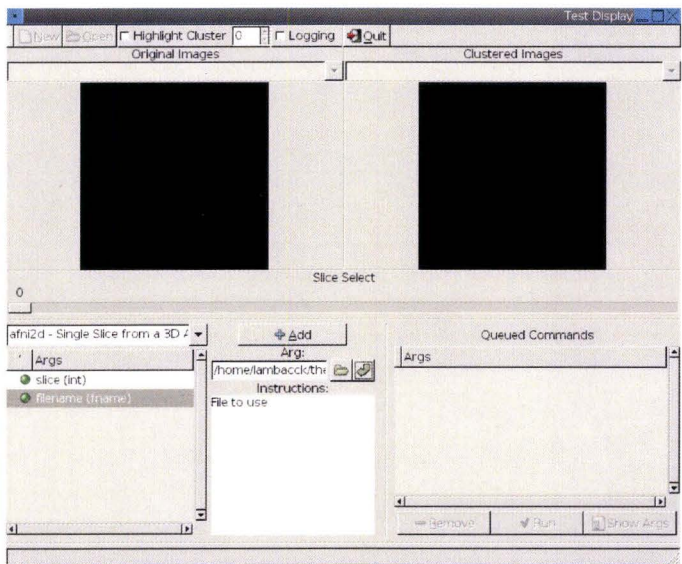 Test Display
New Open Highlight Cluster 0 Logging Quit
Original Images Clustered Images
Slice Select
0
afni2d - Single Slice from a 3D Add Queued Commands
Args Arg: Args
slice (int) /home/lambacck/the
filename (fname) Instructions:
File to use
Remove Run Show Args